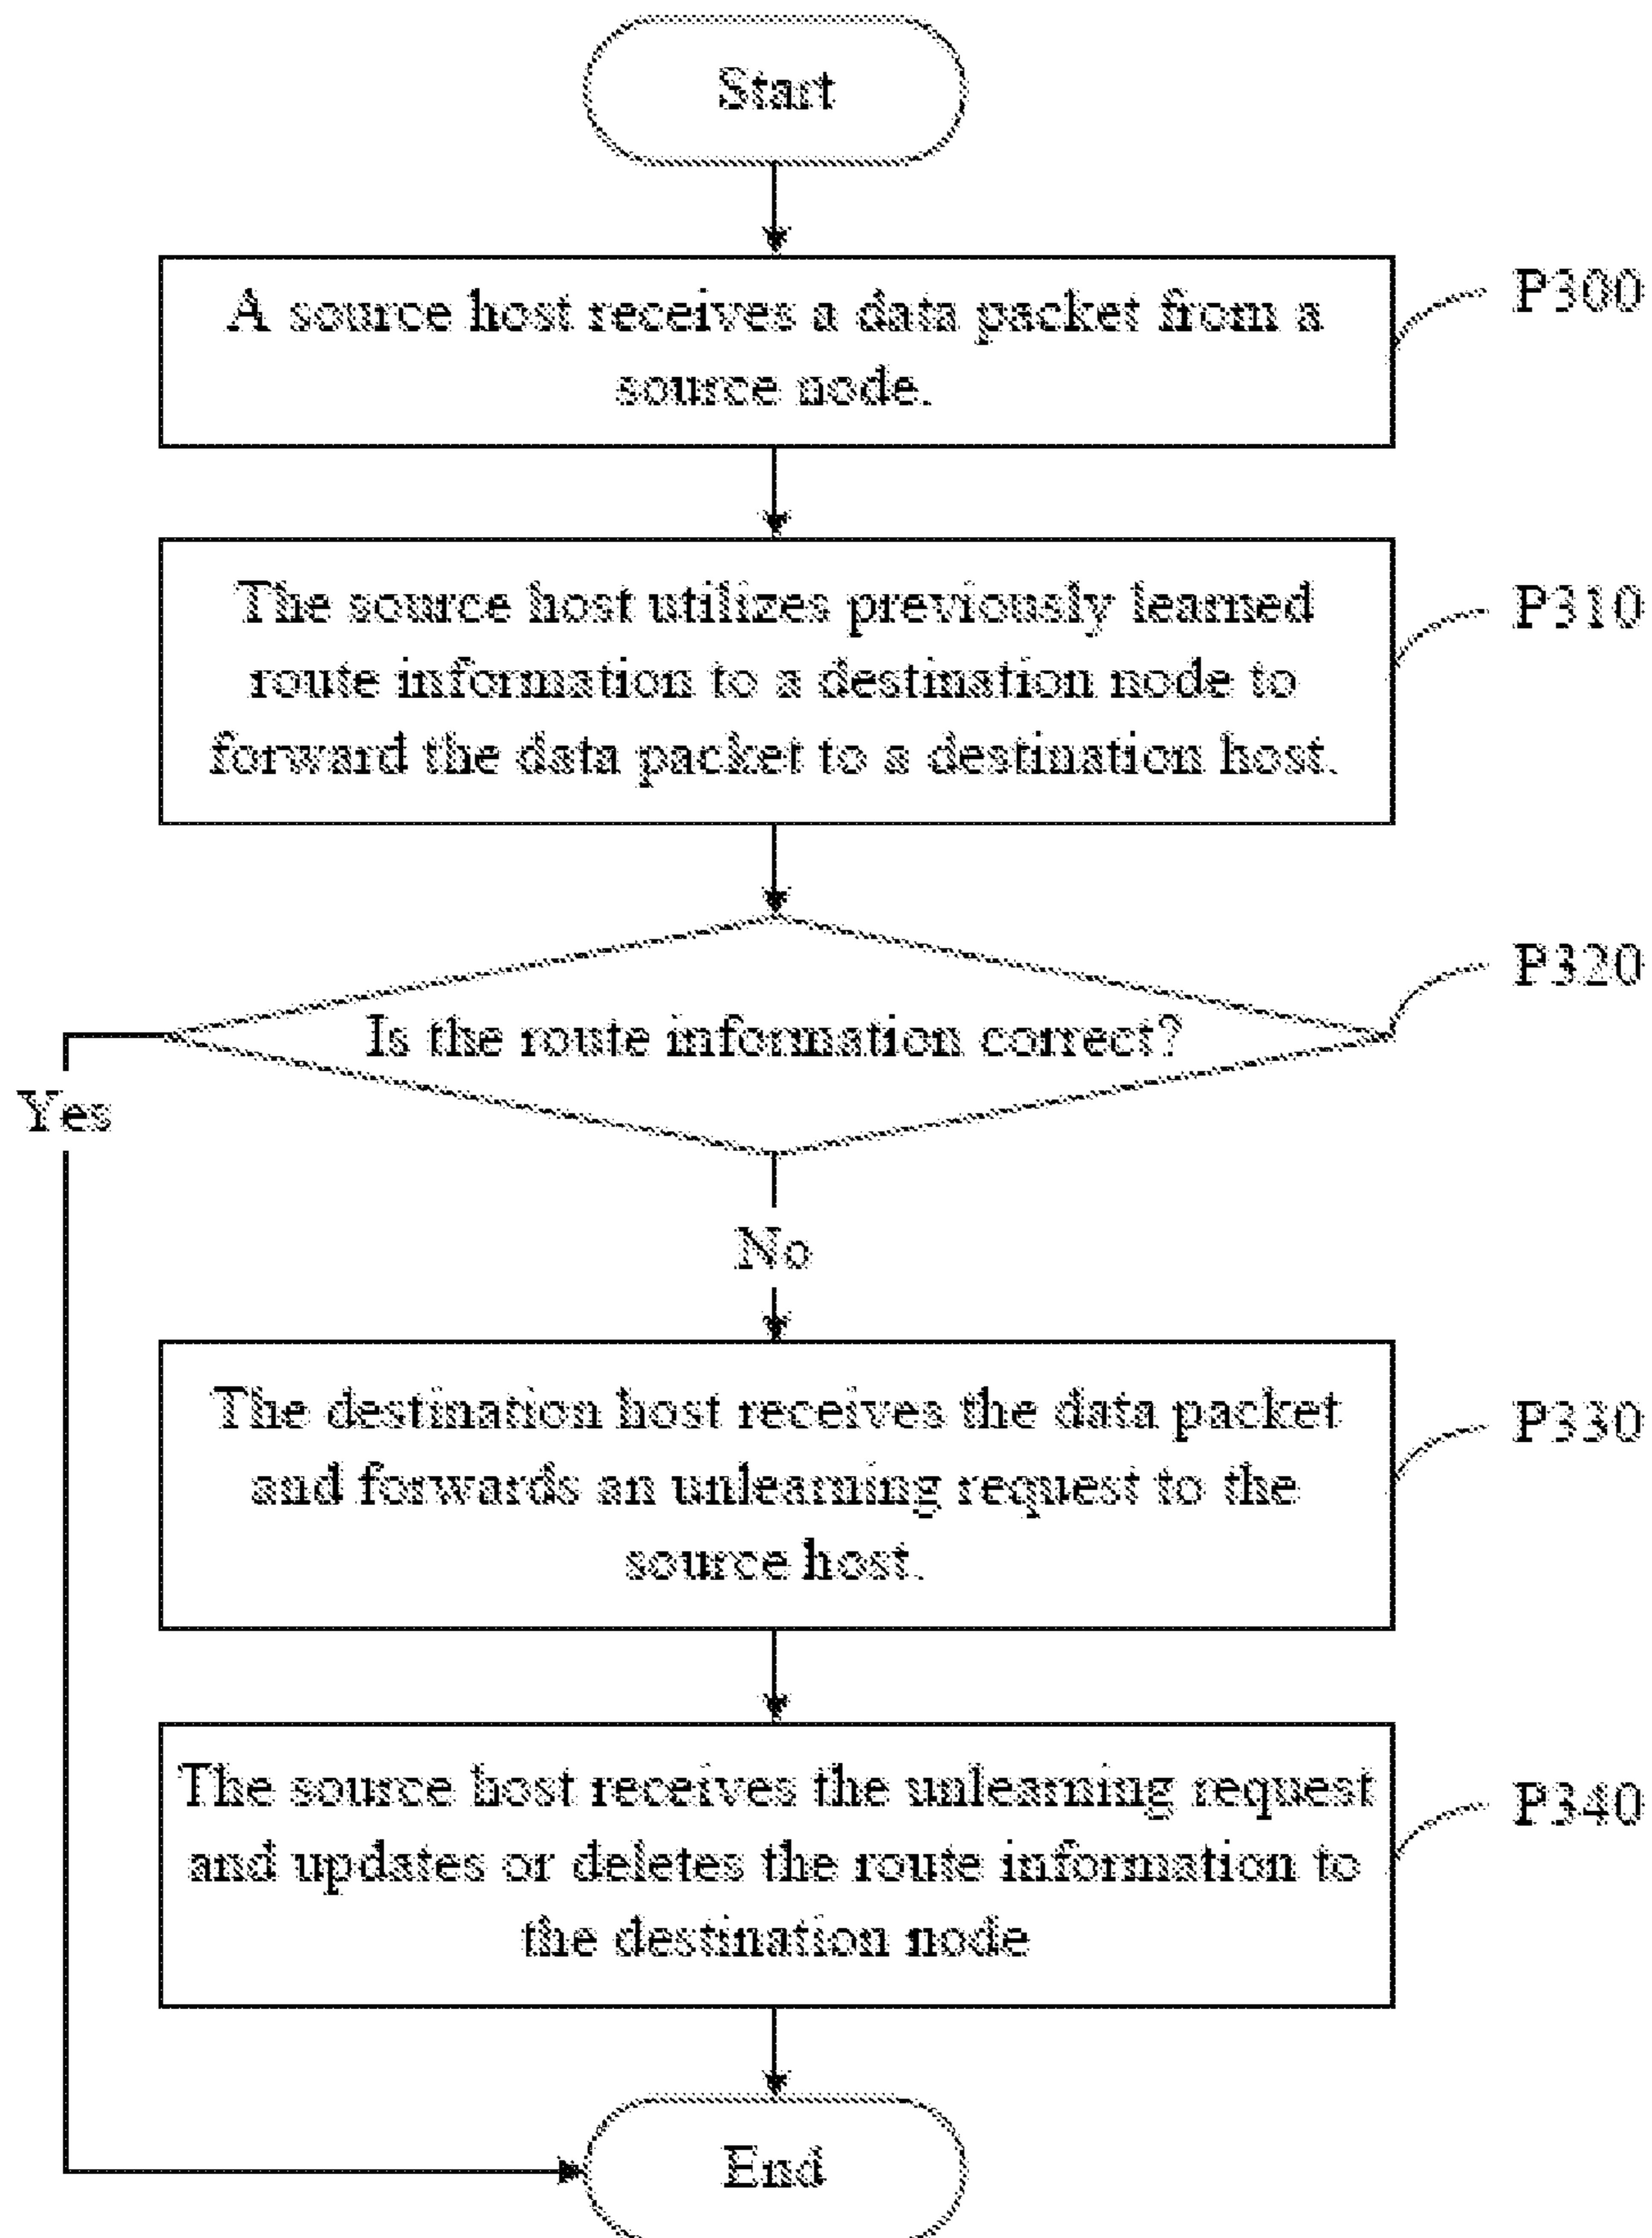 Start
A source host receives a data packet from a
source node.
P300
The source host utilizes previously learned
route information to a destination node to
forward the data packet to a destination host.
P310
Is the route information correct?
P320
Yes
No
The destination host receives the data packet
and forwards an unlearning request to the
source host.
P330
The source host receives the unlearning request
and updates or deletes the route information to
the destination node
P340
End